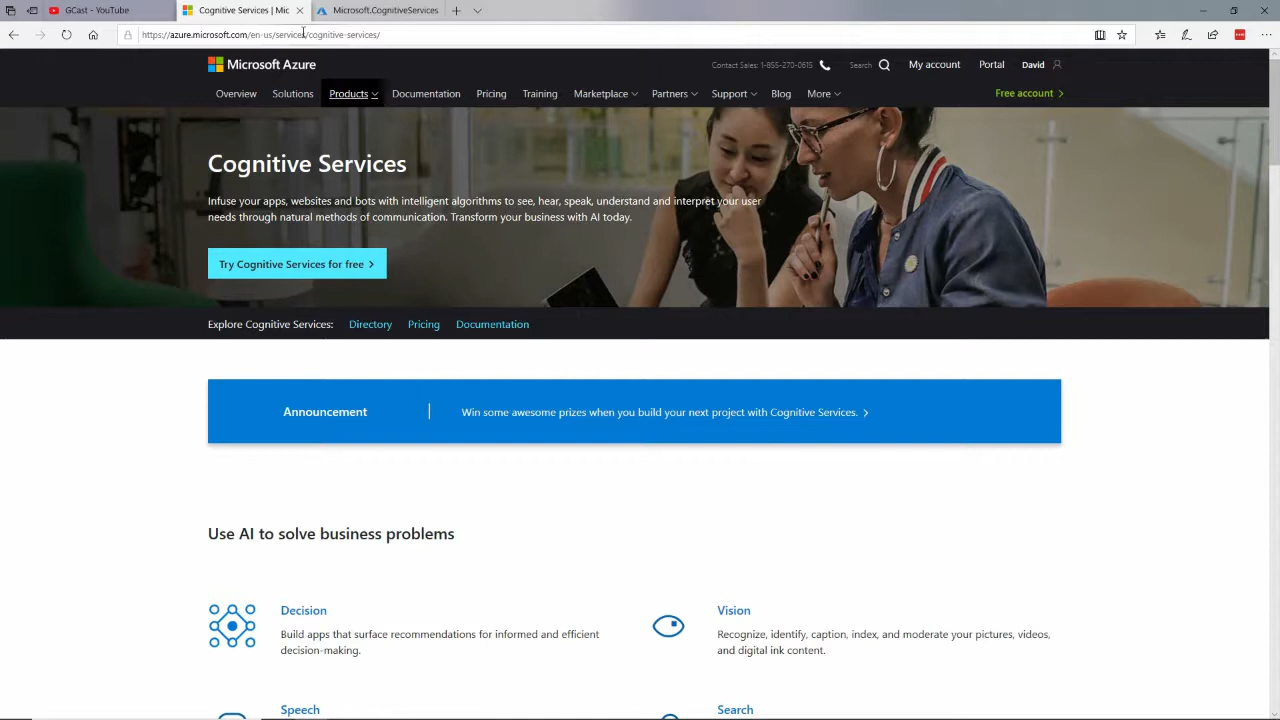 GCast - YouTube
Cognitive Services | Mic
Microsoft.CognitiveServices
https://azure.microsoft.com/en-us/services/cognitive-services/
Microsoft Azure
Contact Sales: 1-855-270-0615
Search
My account
Portal
David
Overview
Solutions
Products
Documentation
Pricing
Training
Marketplace
Partners
Support
Blog
More
Free account
Cognitive Services
Infuse your apps, websites and bots with intelligent algorithms to see, hear, speak, understand and interpret your user
needs through natural methods of communication. Transform your business with AI today.
Try Cognitive Services for free
Explore Cognitive Services:
Directory
Pricing
Documentation
Announcement
Win some awesome prizes when you build your next project with Cognitive Services.
Use AI to solve business problems
Decision
Build apps that surface recommendations for informed and efficient
decision-making.
Vision
Recognize, identify, caption, index, and moderate your pictures, videos,
and digital ink content.
Speech
Search